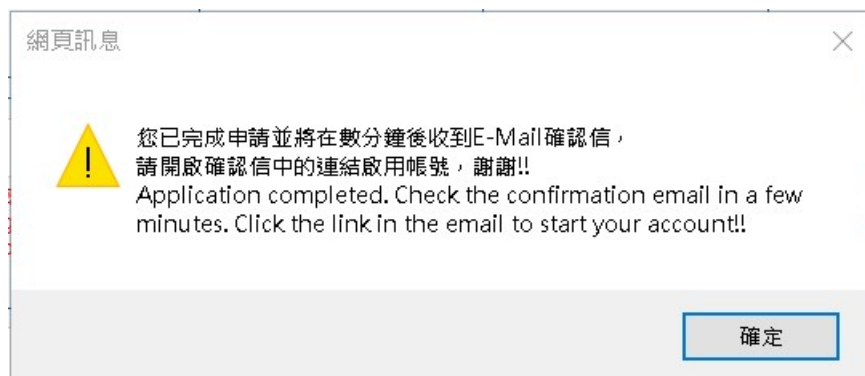 網頁訊息
您已完成申請並將在數分鐘後收到E-Mail確認信，
請開啟確認信中的連結啟用帳號，謝謝!!
Application completed. Check the confirmation email in a few
minutes. Click the link in the email to start your account!!
確定